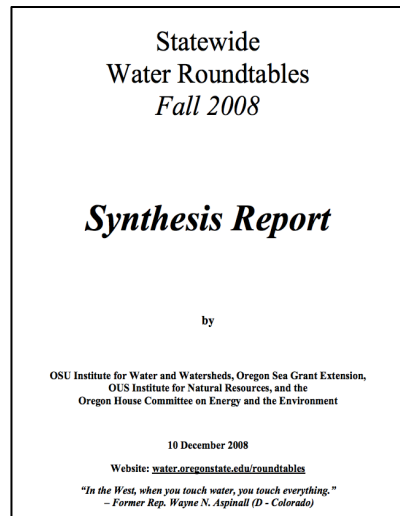 Statewide
Water Roundtables
Fall 2008
Synthesis Report
by
OSU Institute for Water and Watersheds, Oregon Sea Grant Extension,
OUS Institute for Natural Resources, and the
Oregon House Committee on Energy and the Environment
10 December 2008
Website: water.oregonstate.edu/roundtables
“In the West, when you touch water, you touch everything.”
– Former Rep. Wayne N. Aspinall (D - Colorado)